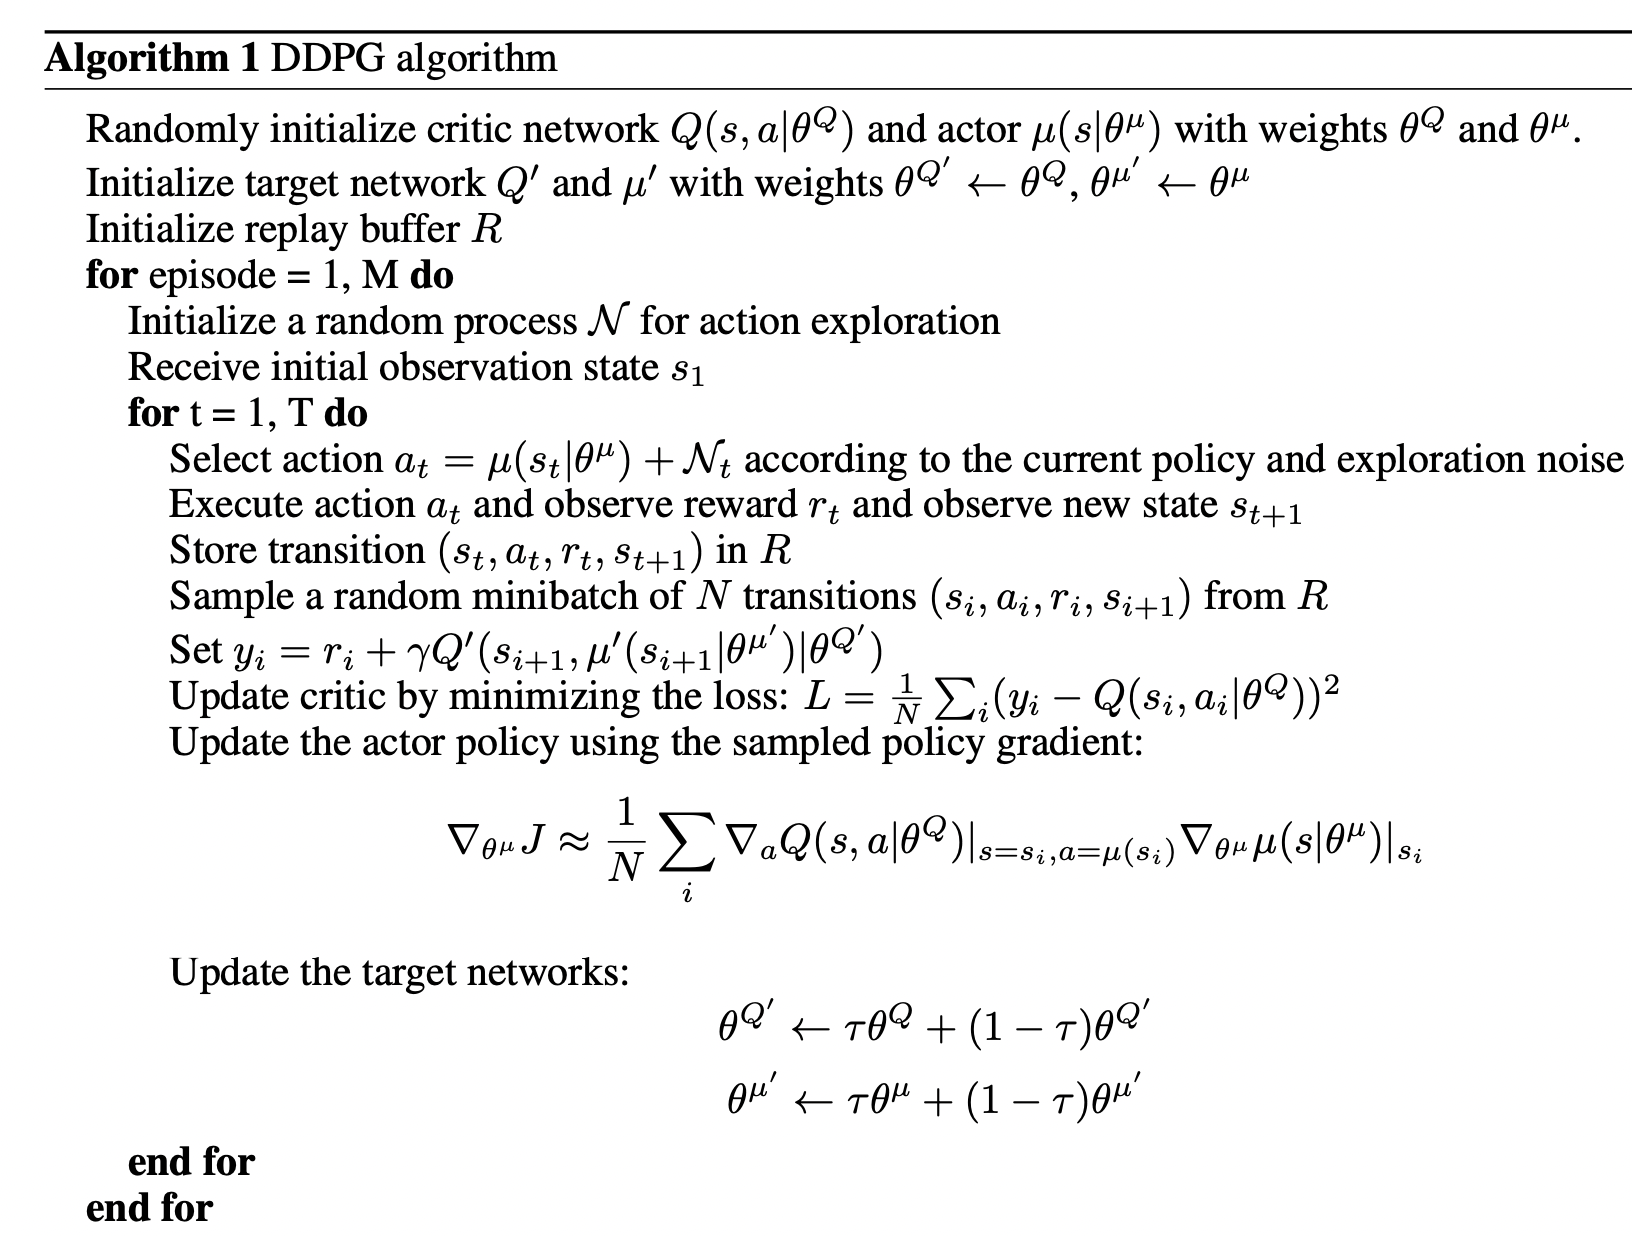 Algorithm 1 DDPG algorithm
Randomly initialize critic network $Q(s, a|\theta^Q)$ and actor $\mu(s|\theta^\mu)$ with weights $\theta^Q$ and $\theta^\mu$.
Initialize target network $Q'$ and $\mu'$ with weights $\theta^{Q'} \leftarrow \theta^Q$, $\theta^{\mu'} \leftarrow \theta^\mu$
Initialize replay buffer $R$
for episode = 1, M do
Initialize a random process $\mathcal{N}$ for action exploration
Receive initial observation state $s_1$
for t = 1, T do
Select action $a_t = \mu(s_t|\theta^\mu) + \mathcal{N}_t$ according to the current policy and exploration noise
Execute action $a_t$ and observe reward $r_t$ and observe new state $s_{t+1}$
Store transition $(s_t, a_t, r_t, s_{t+1})$ in $R$
Sample a random minibatch of $N$ transitions $(s_i, a_i, r_i, s_{i+1})$ from $R$
Set $y_i = r_i + \gamma Q'(s_{i+1}, \mu'(s_{i+1}|\theta^{\mu'})|\theta^{Q'})$
Update critic by minimizing the loss: $L = \frac{1}{N} \sum_i (y_i - Q(s_i, a_i|\theta^Q))^2$
Update the actor policy using the sampled policy gradient:
$\nabla_{\theta^\mu} J \approx \frac{1}{N} \sum_i \nabla_a Q(s, a|\theta^Q)|_{s=s_i, a=\mu(s_i)} \nabla_{\theta^\mu} \mu(s|\theta^\mu)|_{s_i}$
Update the target networks:
$\theta^{Q'} \leftarrow \tau\theta^Q + (1 - \tau)\theta^{Q'}$
$\theta^{\mu'} \leftarrow \tau\theta^\mu + (1 - \tau)\theta^{\mu'}$
end for
end for